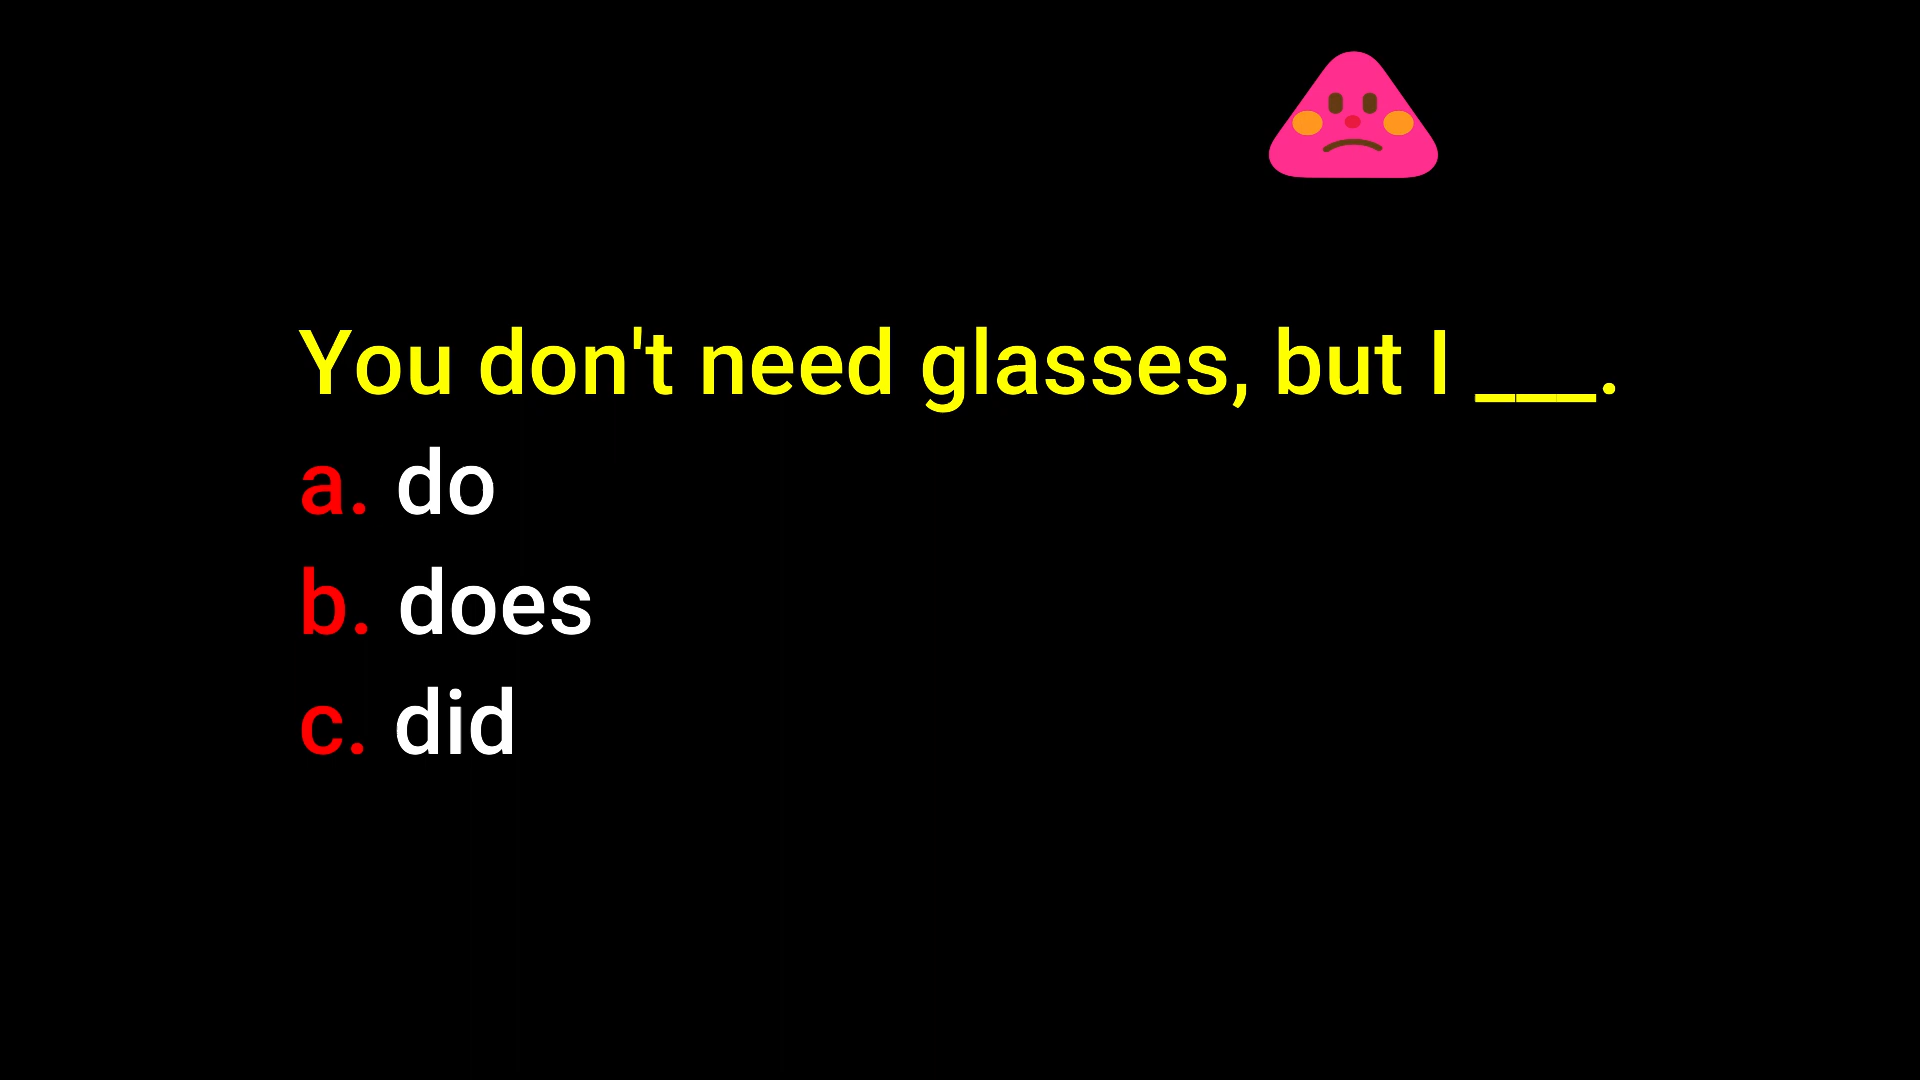 You don't need glasses, but I ___.
a. do
b. does
c. did